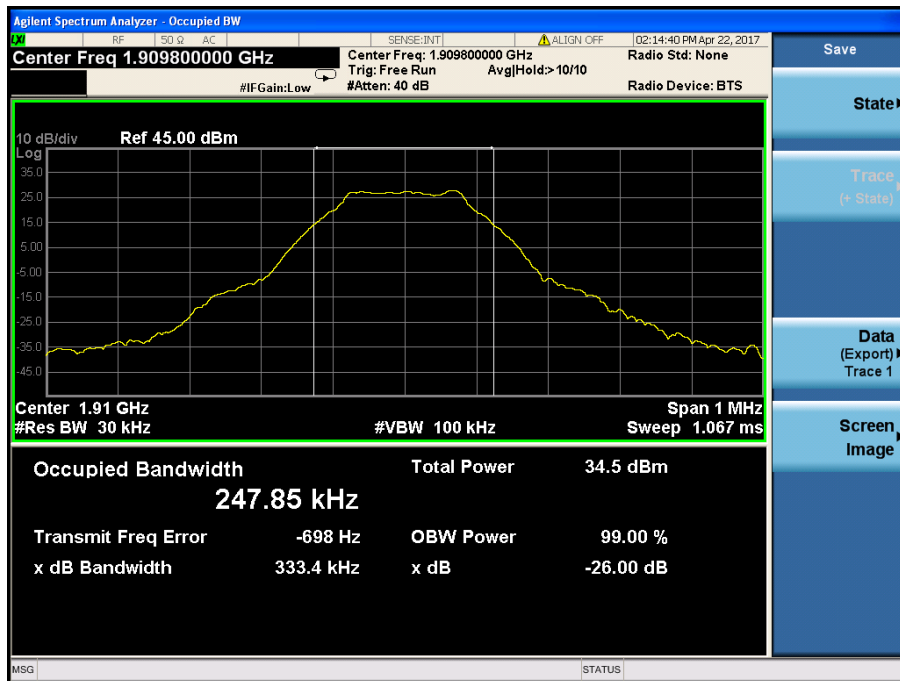 Agilent Spectrum Analyzer - Occupied BW
LXI RF 50 Ω AC SENSE:INT ALIGN OFF 02:14:40 PM Apr 22, 2017
Center Freq 1.909800000 GHz
Center Freq: 1.909800000 GHz Radio Std: None
Trig: Free Run Avg|Hold:>10/10
#IFGain:Low #Atten: 40 dB Radio Device: BTS
10 dB/div Ref 45.00 dBm
Log
35.0
25.0
15.0
5.00
-5.00
-15.0
-25.0
-35.0
-45.0
Center 1.91 GHz Span 1 MHz
#Res BW 30 kHz #VBW 100 kHz Sweep 1.067 ms
Occupied Bandwidth Total Power 34.5 dBm
247.85 kHz
Transmit Freq Error -698 Hz OBW Power 99.00 %
x dB Bandwidth 333.4 kHz x dB -26.00 dB
MSG STATUS
Save
State
Trace
(+ State)
Data
(Export)
Trace 1
Screen
Image